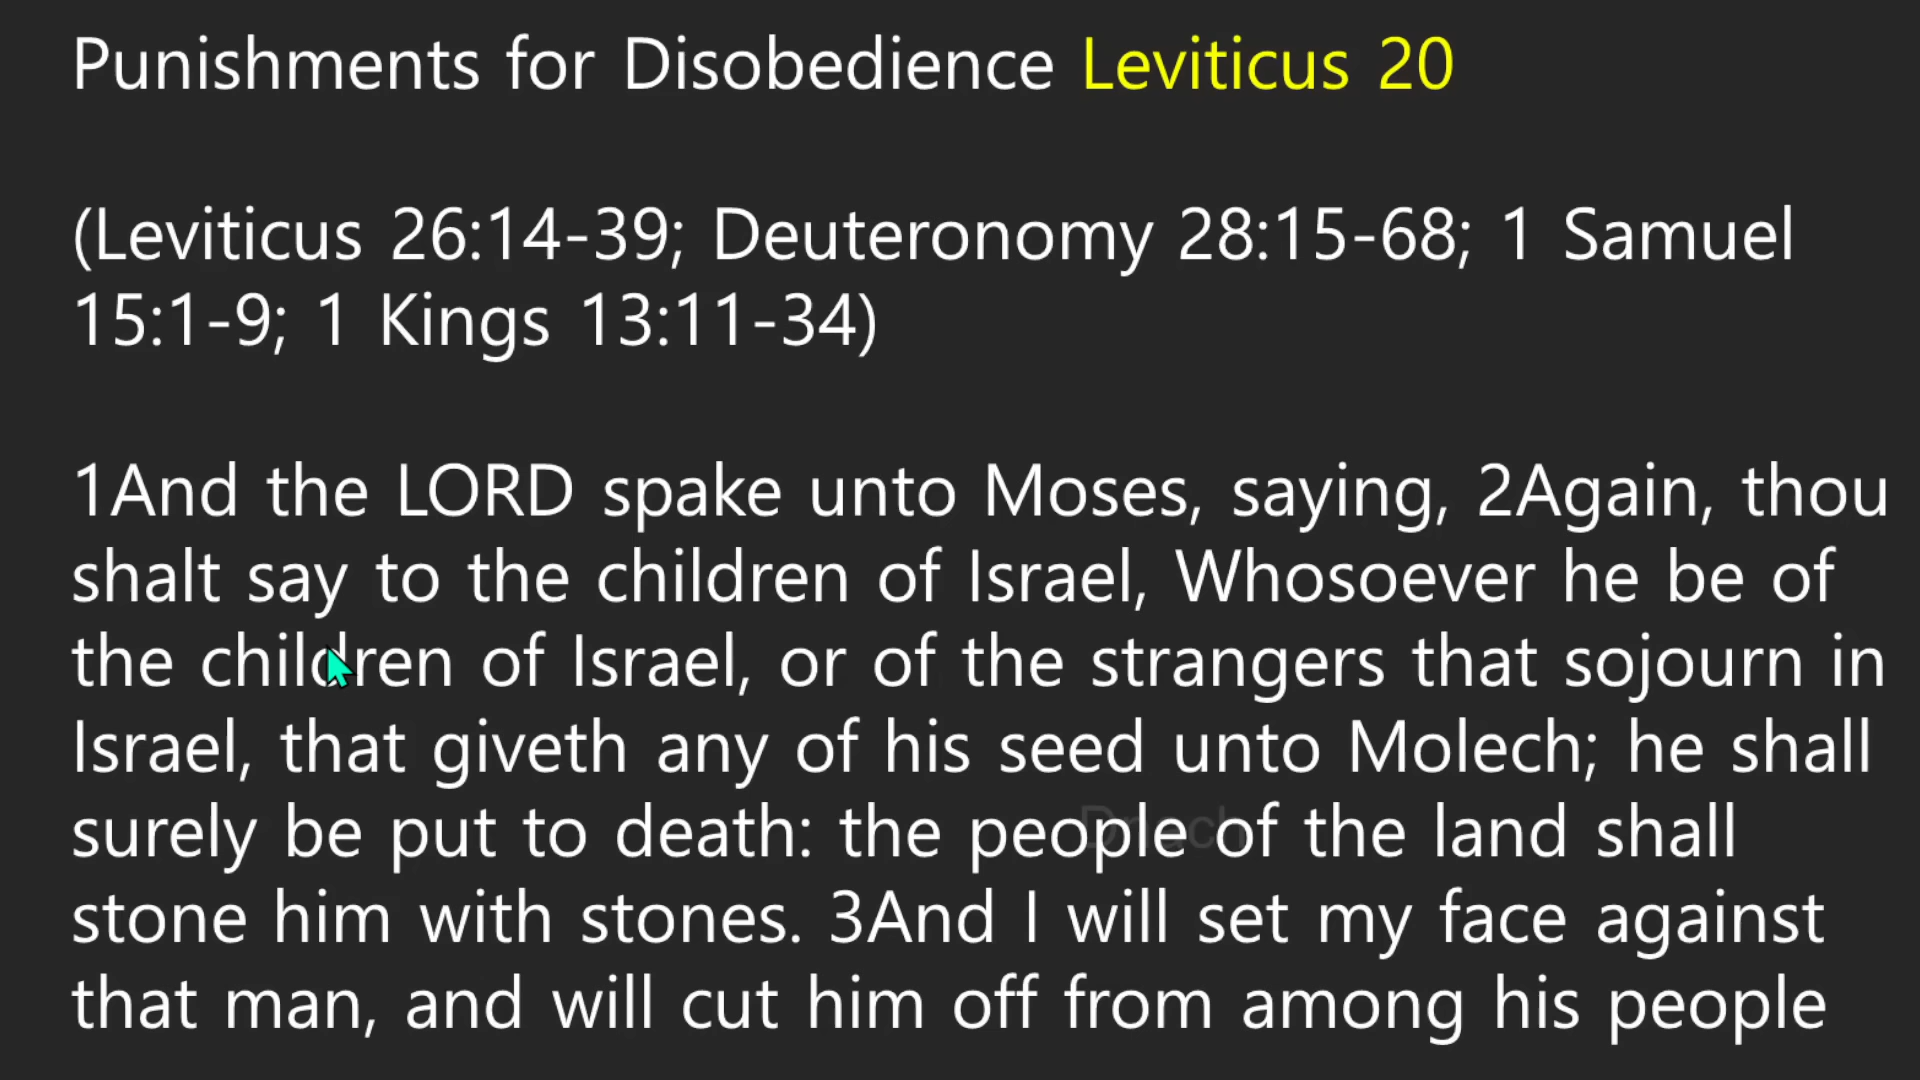 Punishments for Disobedience Leviticus 20
(Leviticus 26:14-39; Deuteronomy 28:15-68; 1 Samuel
15:1-9; 1 Kings 13:11-34)
1And the LORD spake unto Moses, saying, 2Again, thou
shalt say to the children of Israel, Whosoever he be of
the children of Israel, or of the strangers that sojourn in
Israel, that giveth any of his seed unto Molech; he shall
surely be put to death: the people of the land shall
stone him with stones. 3And I will set my face against
that man, and will cut him off from among his people